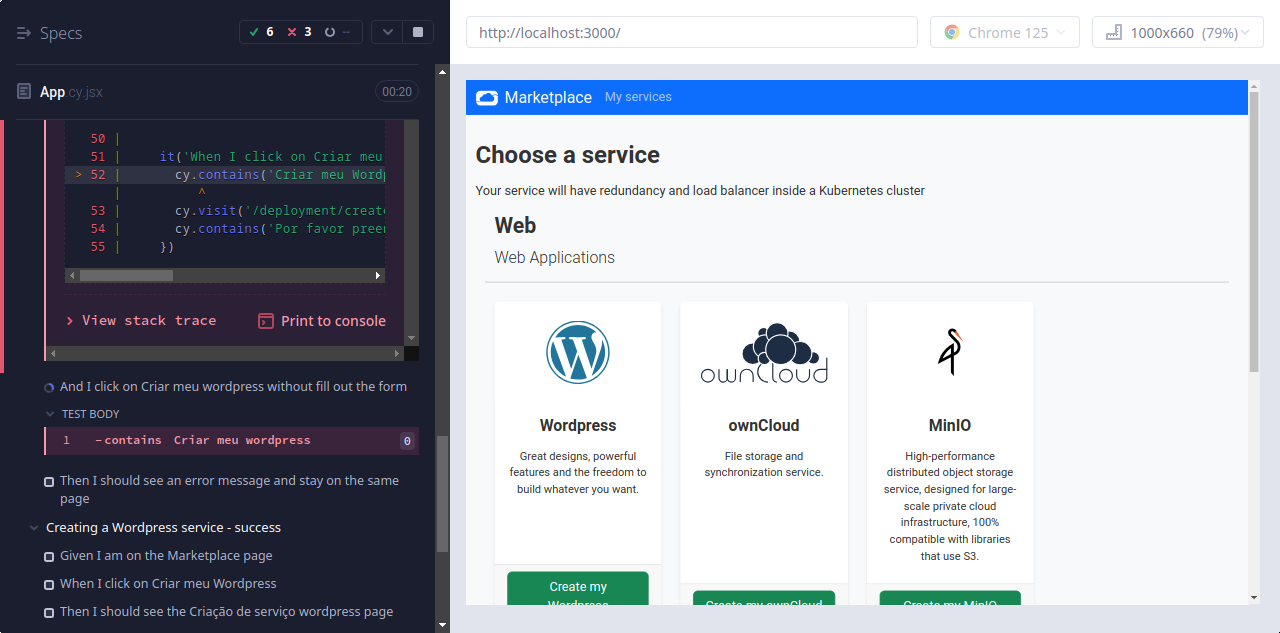 Specs
6
3
--
App.cy.jsx
00:20
50 |
51 | it('When I click on Criar meu
> 52 | cy.contains('Criar meu Wordp
| ^
53 | cy.visit('/deployment/create
54 | cy.contains('Por favor preen
55 | })
View stack trace
Print to console
And I click on Criar meu wordpress without fill out the form
TEST BODY
1 -contains Criar meu wordpress 0
Then I should see an error message and stay on the same
page
Creating a Wordpress service - success
Given I am on the Marketplace page
When I click on Criar meu Wordpress
Then I should see the Criação de serviço wordpress page
http://localhost:3000/
Chrome 125
1000x660 (79%)
Marketplace
My services
Choose a service
Your service will have redundancy and load balancer inside a Kubernetes cluster
Web
Web Applications
Wordpress
Great designs, powerful
features and the freedom to
build whatever you want.
Create my
Wordpress
ownCloud
ownCloud
File storage and
synchronization service.
Create my ownCloud
MinIO
High-performance
distributed object storage
service, designed for large-
scale private cloud
infrastructure, 100%
compatible with libraries
that use S3.
Create my MinIO